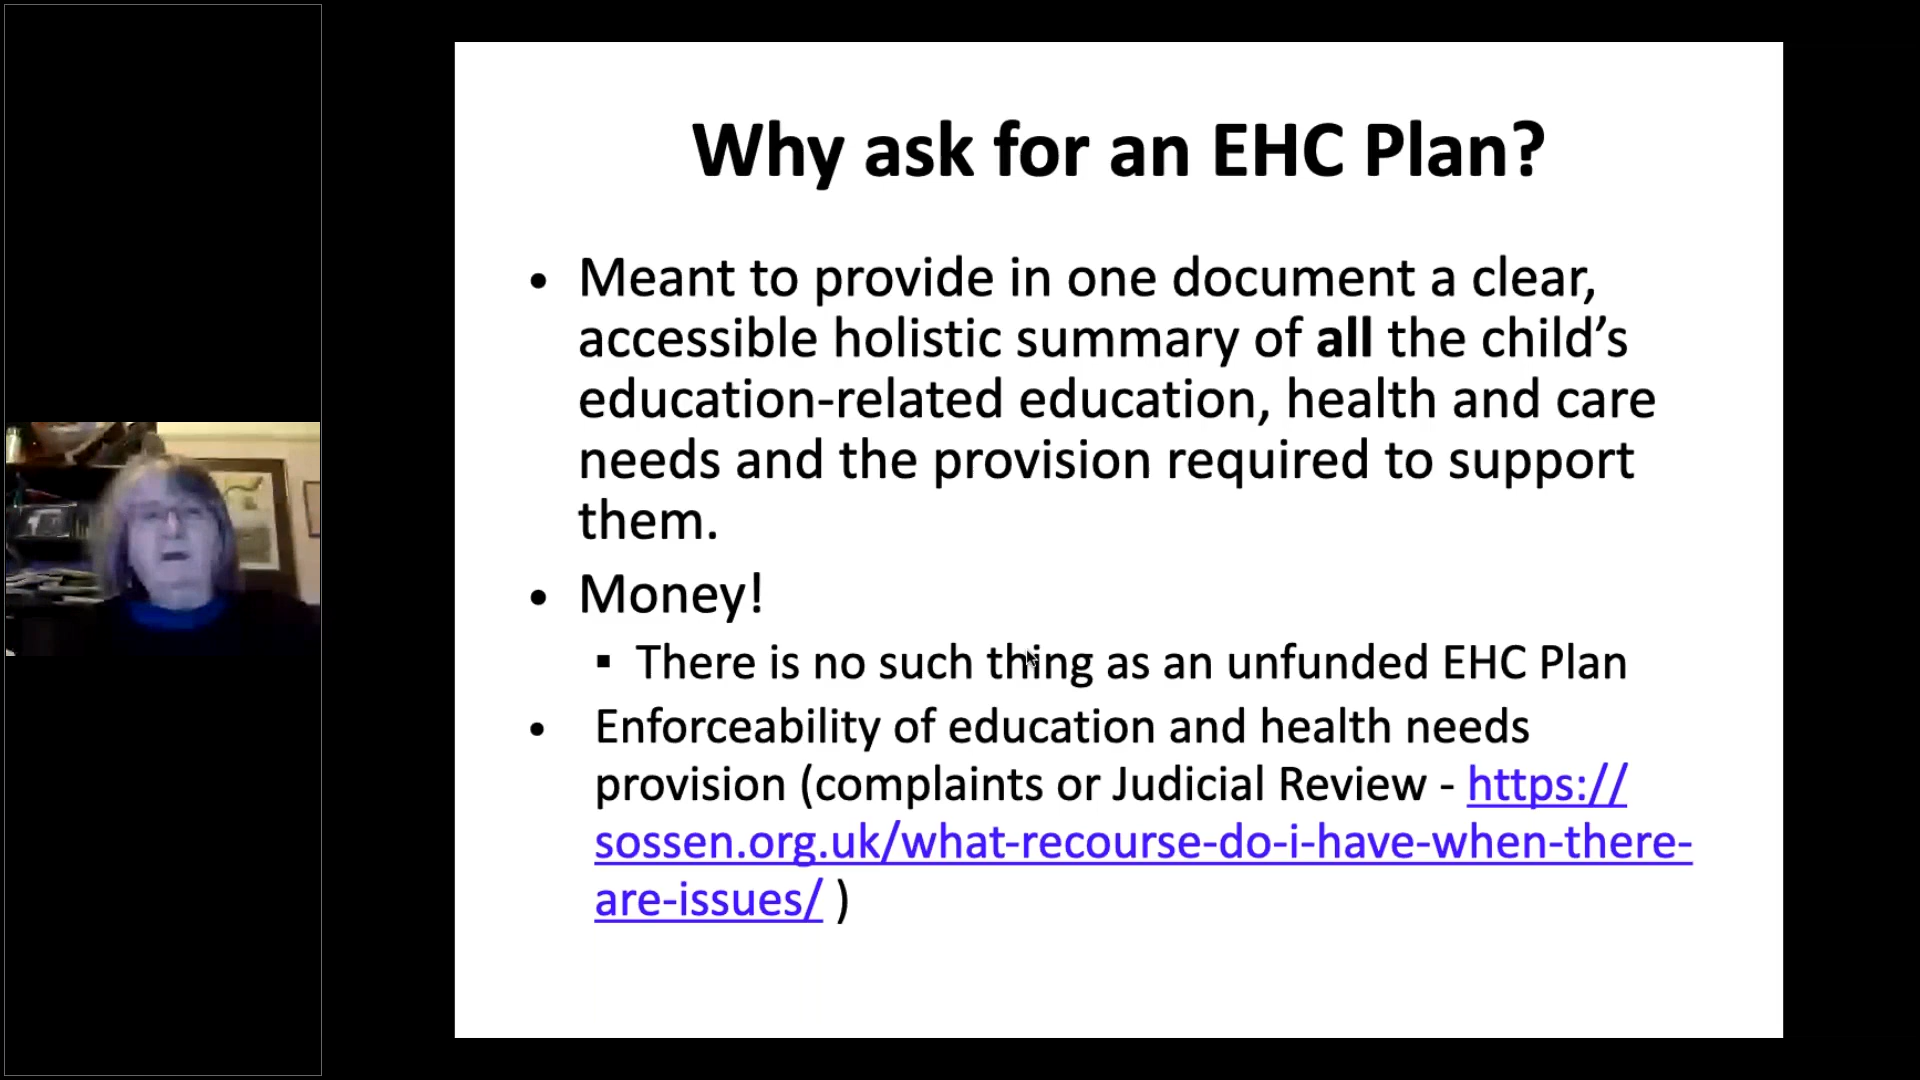 Why ask for an EHC Plan?
• Meant to provide in one document a clear,
accessible holistic summary of all the child’s
education-related education, health and care
needs and the provision required to support
them.
• Money!
▪ There is no such thing as an unfunded EHC Plan
• Enforceability of education and health needs
provision (complaints or Judicial Review - https://
sossen.org.uk/what-recourse-do-i-have-when-there-
are-issues/ )